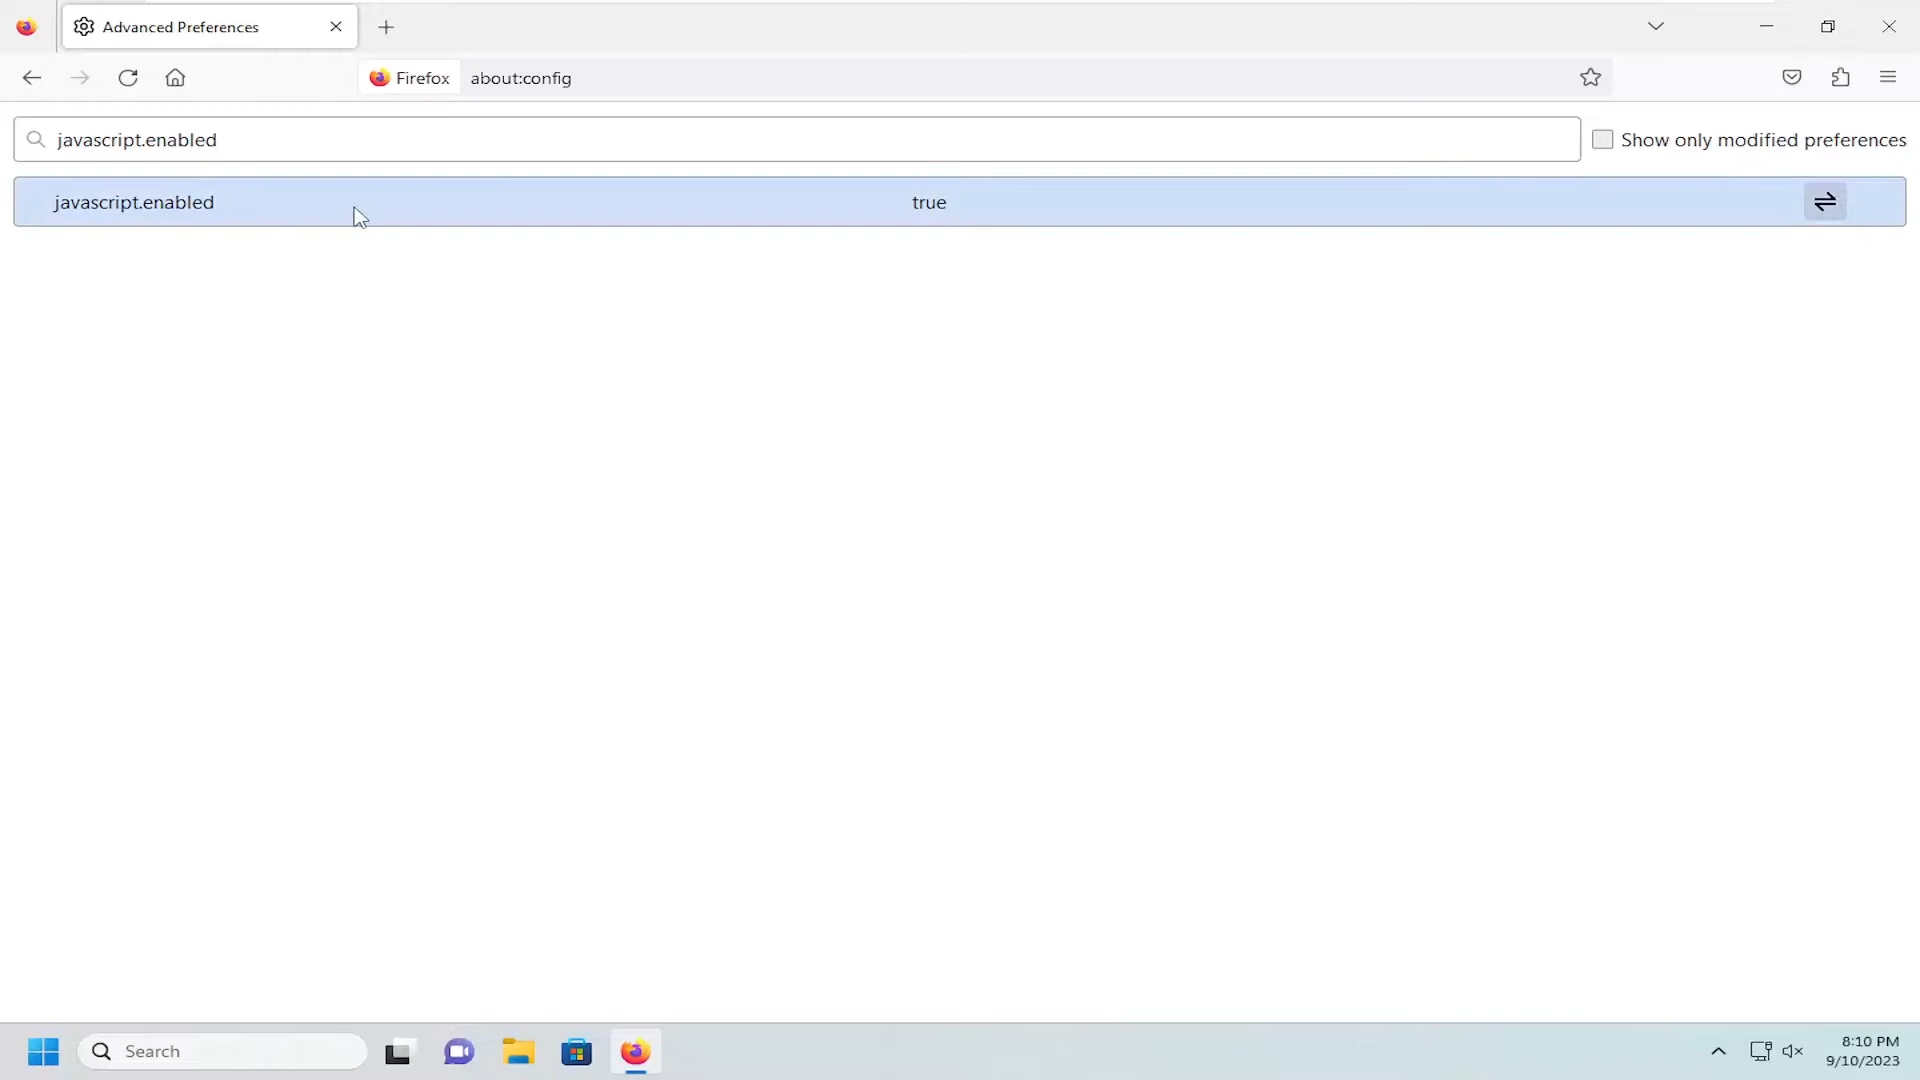 Advanced Preferences
Firefox about:config
javascript.enabled
Show only modified preferences
javascript.enabled true
Search
8:10 PM
9/10/2023